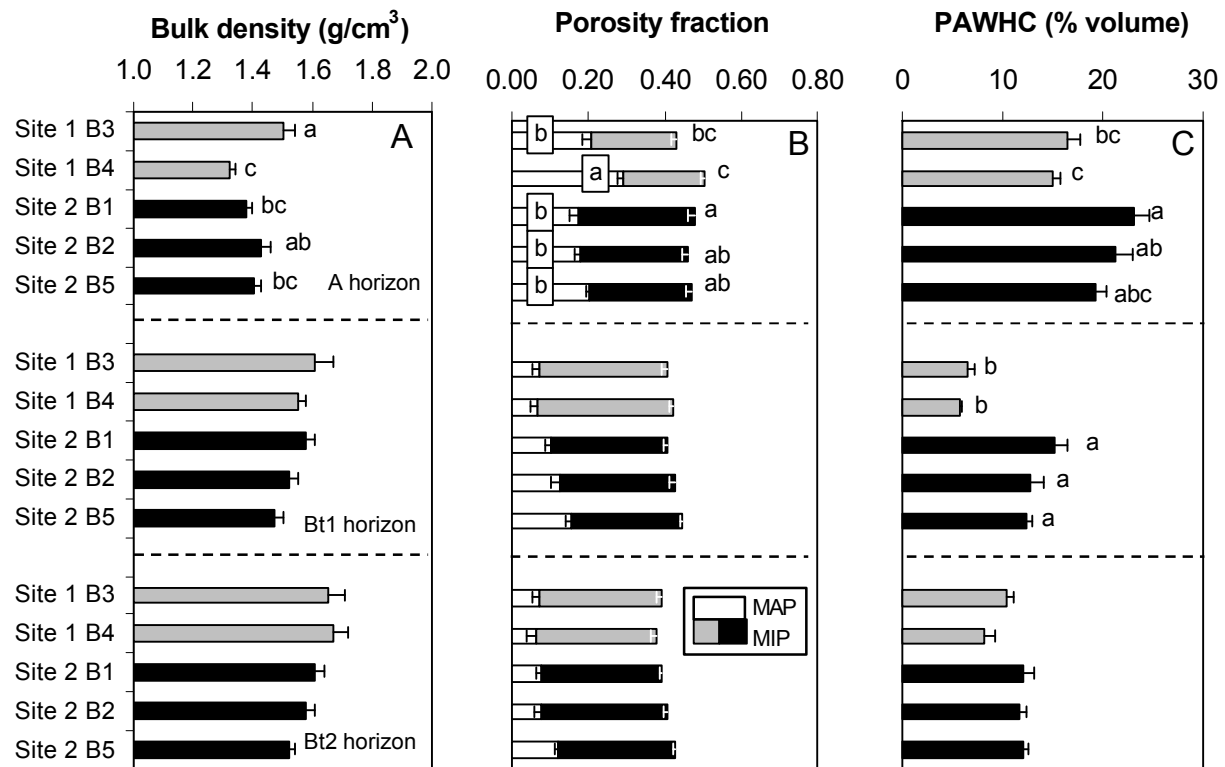 Bulk density (g/cm³) Porosity fraction PAWHC (% volume)
1.0 1.2 1.4 1.6 1.8 2.0 0.00 0.20 0.40 0.60 0.80 0 10 20 30
Site 1 B3 a A b bc B bc C
Site 1 B4 c a c c
Site 2 B1 bc b a a
Site 2 B2 ab b ab ab
Site 2 B5 bc A horizon b ab abc
Site 1 B3 b
Site 1 B4 b
Site 2 B1 a
Site 2 B2 a
Site 2 B5 Bt1 horizon a
Site 1 B3 MAP
Site 1 B4 MIP
Site 2 B1
Site 2 B2
Site 2 B5 Bt2 horizon